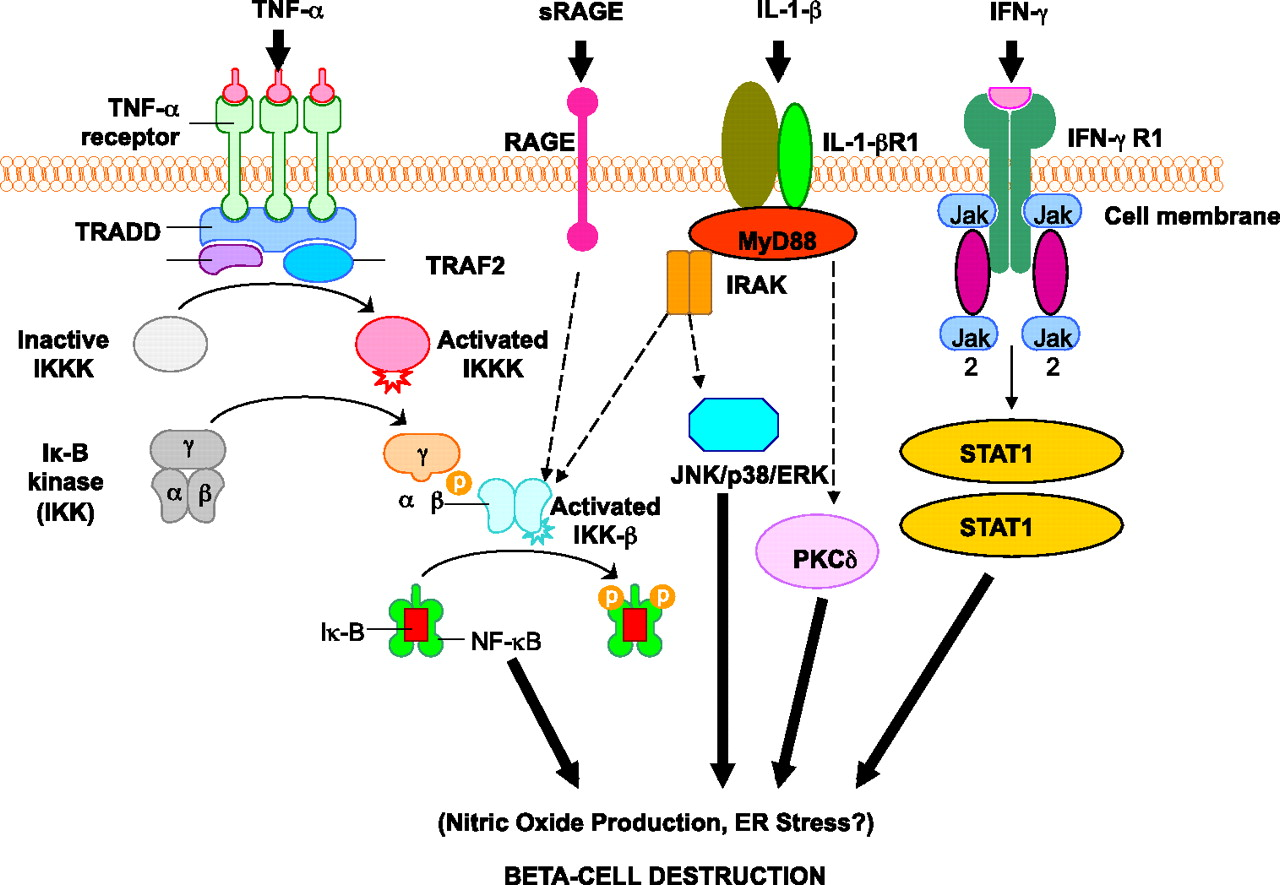 TNF-α
sRAGE
IL-1-β
IFN-γ
TNF-α
receptor
RAGE
IL-1-βR1
IFN-γ R1
Jak
Jak
Cell membrane
TRADD
MyD88
TRAF2
IRAK
Inactive
IKKK
Activated
IKKK
Jak
2
Jak
2
Iκ-B
kinase
(IKK)
γ
α
β
γ
α
β
P
Activated
IKK-β
JNK/p38/ERK
STAT1
STAT1
PKCδ
P
P
Iκ-B
NF-κB
(Nitric Oxide Production, ER Stress?)
BETA-CELL DESTRUCTION